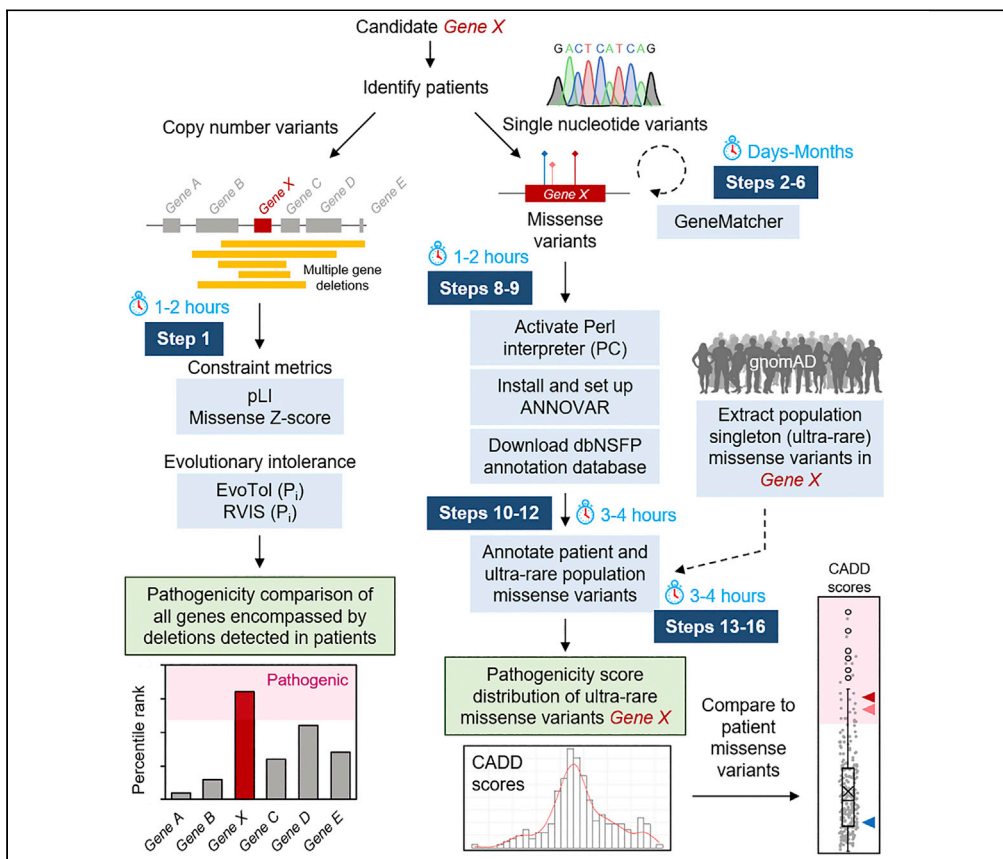 Candidate Gene X
Identify patients
GACTCATCAG
Copy number variants
Single nucleotide variants
Gene A
Gene B
Gene X
Gene C
Gene D
Gene E
Multiple gene
deletions
Gene X
Missense
variants
Days-Months
Steps 2-6
GeneMatcher
1-2 hours
Step 1
Constraint metrics
pLI
Missense Z-score
Evolutionary intolerance
EvoTol (Pi)
RVIS (Pi)
Pathogenicity comparison of
all genes encompassed by
deletions detected in patients
Pathogenic
Percentile rank
Gene A
Gene B
Gene X
Gene C
Gene D
Gene E
1-2 hours
Steps 8-9
Activate Perl
interpreter (PC)
Install and set up
ANNOVAR
Download dbNSFP
annotation database
gnomAD
Extract population
singleton (ultra-rare)
missense variants in
Gene X
Steps 10-12
3-4 hours
Annotate patient and
ultra-rare population
missense variants
3-4 hours
Steps 13-16
Pathogenicity score
distribution of ultra-rare
missense variants Gene X
CADD
scores
Compare to
patient
missense
variants
CADD
scores